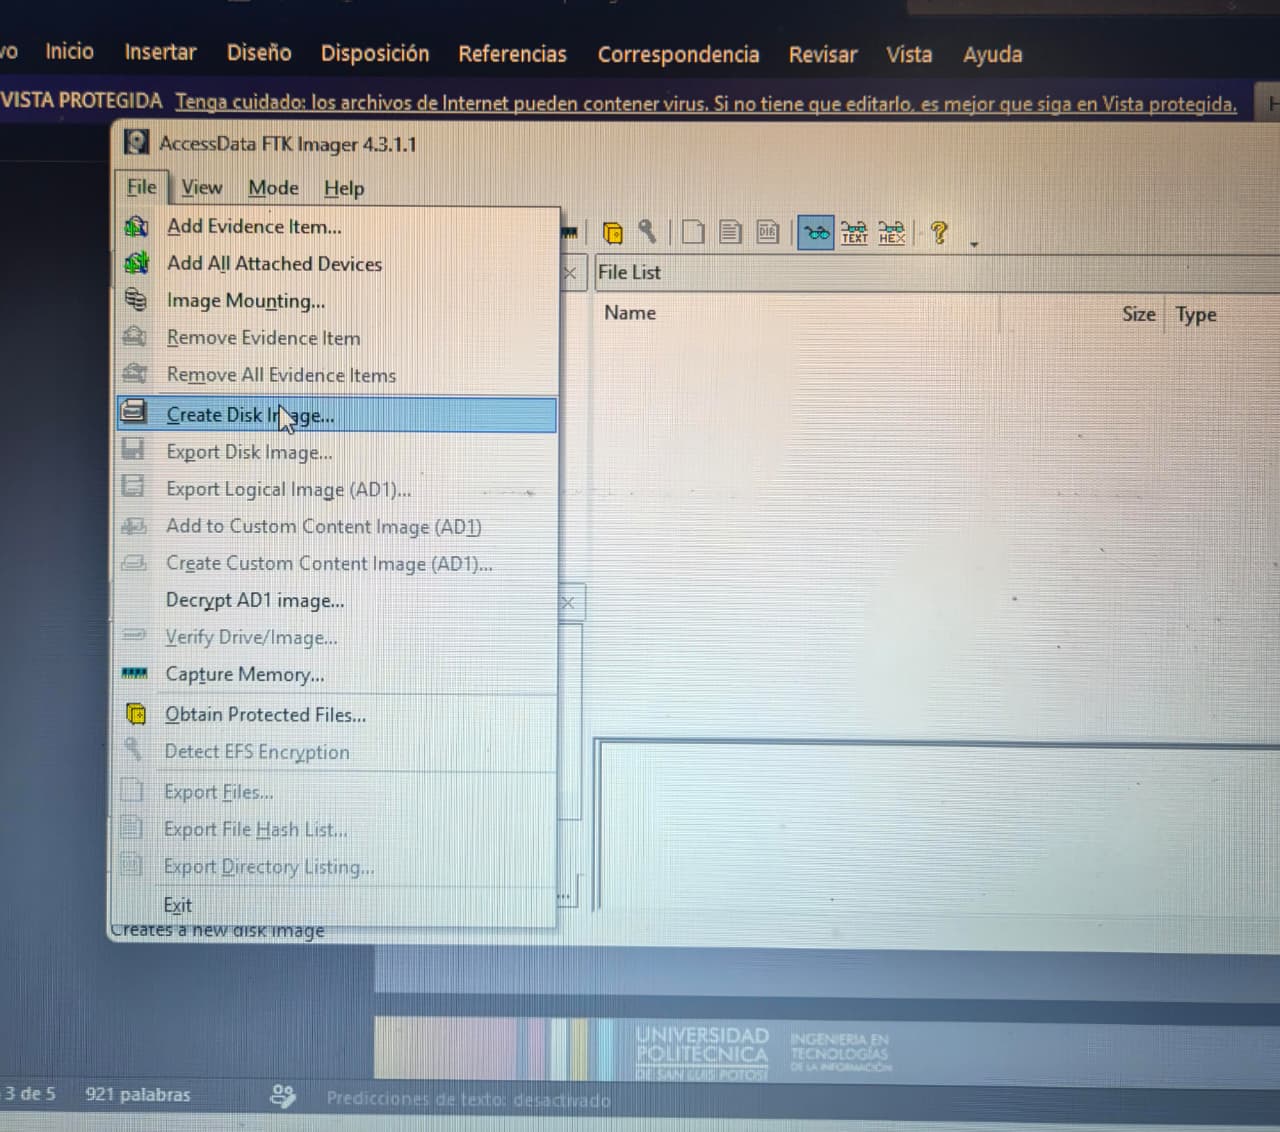 Inicio Insertar Diseño Disposición Referencias Correspondencia Revisar Vista Ayuda
VISTA PROTEGIDA Tenga cuidado: los archivos de Internet pueden contener virus. Si no tiene que editarlo, es mejor que siga en Vista protegida.
AccessData FTK Imager 4.3.1.1
File View Mode Help
Add Evidence Item...
Add All Attached Devices
Image Mounting...
Remove Evidence Item
Remove All Evidence Items
Create Disk Image...
Export Disk Image...
Export Logical Image (AD1)...
Add to Custom Content Image (AD1)
Create Custom Content Image (AD1)...
Decrypt AD1 image...
Verify Drive/Image...
Capture Memory...
Obtain Protected Files...
Detect EFS Encryption
Export Files...
Export File Hash List...
Export Directory Listing...
Exit
Creates a new disk image
DIR TEXT HEX
File List
Name Size Type
...
UNIVERSIDAD
POLITÉCNICA
DE SAN LUIS POTOSÍ
INGENIERIA EN
TECNOLOGÍAS
DE LA INFORMACIÓN
3 de 5 921 palabras Predicciones de texto: desactivado